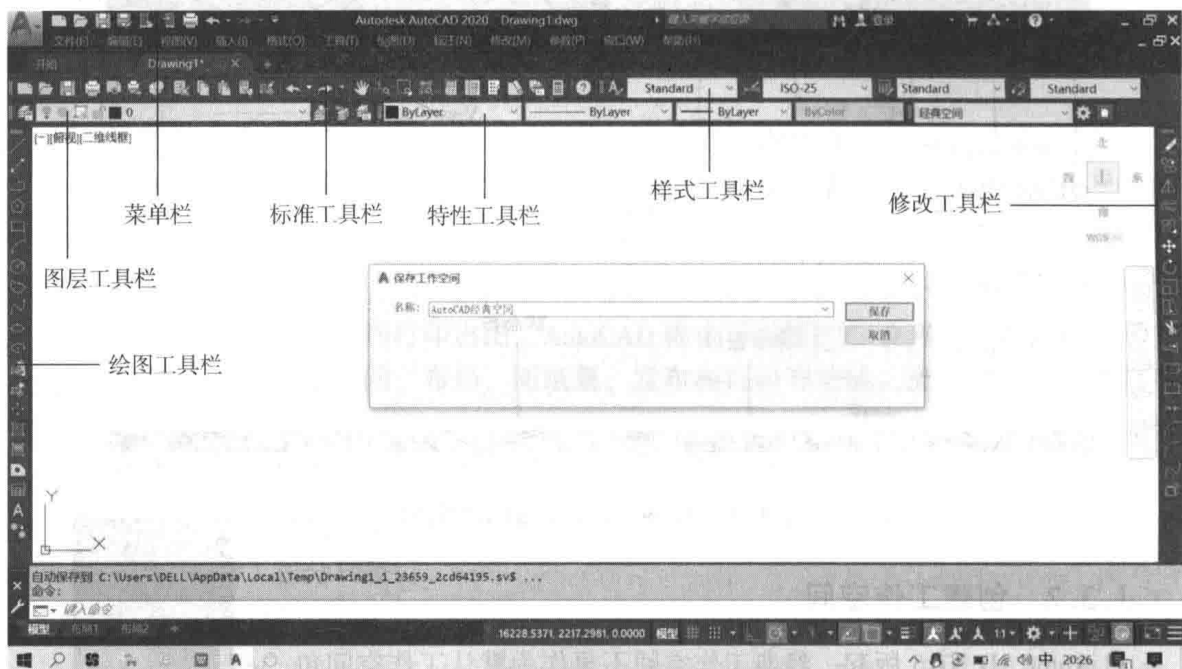 Autodesk AutoCAD 2020 Drawing1.dwg
文件(F) 编辑(E) 视图(V) 插入(I) 格式(O) 工具(T) 绘图(D) 标注(N) 修改(M) 参数(P) 窗口(W) 帮助(H)
开始 Drawing1*
Standard ISO-25 Standard Standard
0 ByLayer ByLayer ByLayer ByColor 经典空间
[-][俯视][二维线框]
北
西 上 东
南
WCS
菜单栏 标准工具栏 特性工具栏 样式工具栏 修改工具栏
图层工具栏
绘图工具栏
保存工作空间
名称: AutoCAD经典空间 保存
取消
Y
X
自动保存到 C:\Users\DELL\AppData\Local\Temp\Drawing1_1_23659_2cd64195.sv$ ...
命令:
键入命令
模型 布局1 布局2 +
16228.5371, 2217.2981, 0.0000 模型 1:1
中 20:26